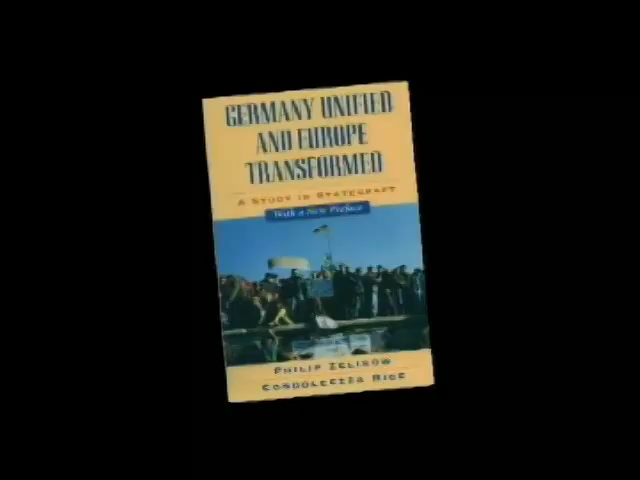 GERMANY UNIFIED
AND EUROPE
TRANSFORMED
A STUDY IN STATECRAFT
With a New Preface
PHILIP ZELIKOW
CONDOLEEZZA RICE